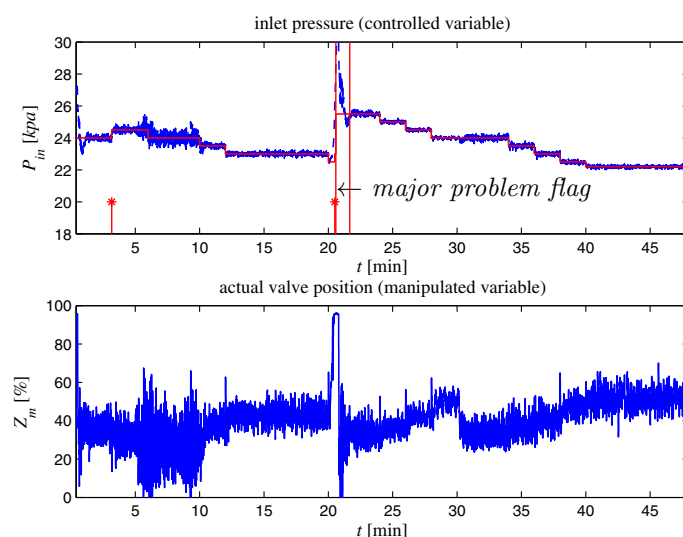 inlet pressure (controlled variable)
30
28
26
24
22
20
18
P_in [kpa]
← major problem flag
5 10 15 20 25 30 35 40 45
t [min]
actual valve position (manipulated variable)
100
80
60
40
20
0
Z_m [%]
5 10 15 20 25 30 35 40 45
t [min]